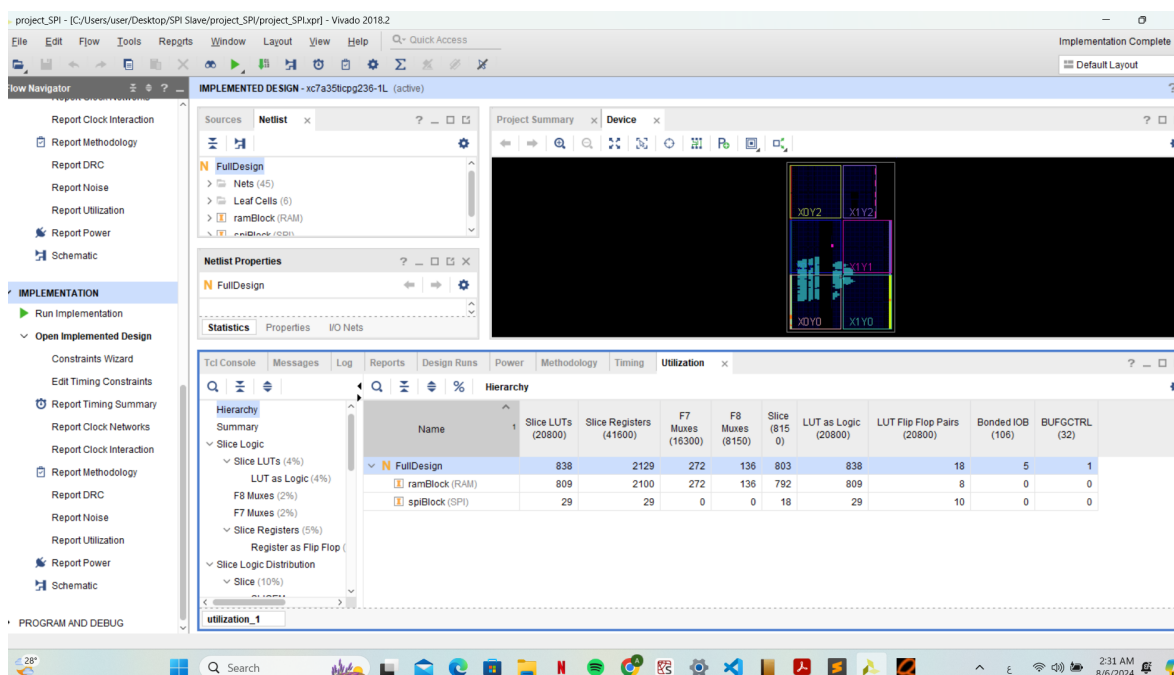 project_SPI - [C:/Users/user/Desktop/SPI Slave/project_SPI/project_SPI.xpr] - Vivado 2018.2
File Edit Flow Tools Reports Window Layout View Help Quick Access
Implementation Complete
Default Layout
Flow Navigator
Report Clock Interaction
Report Methodology
Report DRC
Report Noise
Report Utilization
Report Power
Schematic
IMPLEMENTATION
Run Implementation
Open Implemented Design
Constraints Wizard
Edit Timing Constraints
Report Timing Summary
Report Clock Networks
Report Clock Interaction
Report Methodology
Report DRC
Report Noise
Report Utilization
Report Power
Schematic
PROGRAM AND DEBUG
IMPLEMENTED DESIGN - xc7a35ticpg236-1L (active)
Sources Netlist
N FullDesign
Nets (45)
Leaf Cells (6)
ramBlock (RAM)
spiBlock (SPI)
Netlist Properties
N FullDesign
Statistics Properties I/O Nets
Project Summary Device
X0Y2 X1Y2
X1Y1
X0Y0 X1Y0
Tcl Console Messages Log Reports Design Runs Power Methodology Timing Utilization
Hierarchy
Hierarchy
Summary
Slice Logic
Slice LUTs (4%)
LUT as Logic (4%)
F8 Muxes (2%)
F7 Muxes (2%)
Slice Registers (5%)
Register as Flip Flop (
Slice Logic Distribution
Slice (10%)
SLICEM
utilization_1
Name 1 Slice LUTs (20800) Slice Registers (41600) F7 Muxes (16300) F8 Muxes (8150) Slice (8150) LUT as Logic (20800) LUT Flip Flop Pairs (20800) Bonded IOB (106) BUFGCTRL (32)
N FullDesign 838 2129 272 136 803 838 18 5 1
ramBlock (RAM) 809 2100 272 136 792 809 8 0 0
spiBlock (SPI) 29 29 0 0 18 29 10 0 0
28°
Search
ع
2:31 AM
8/6/2024